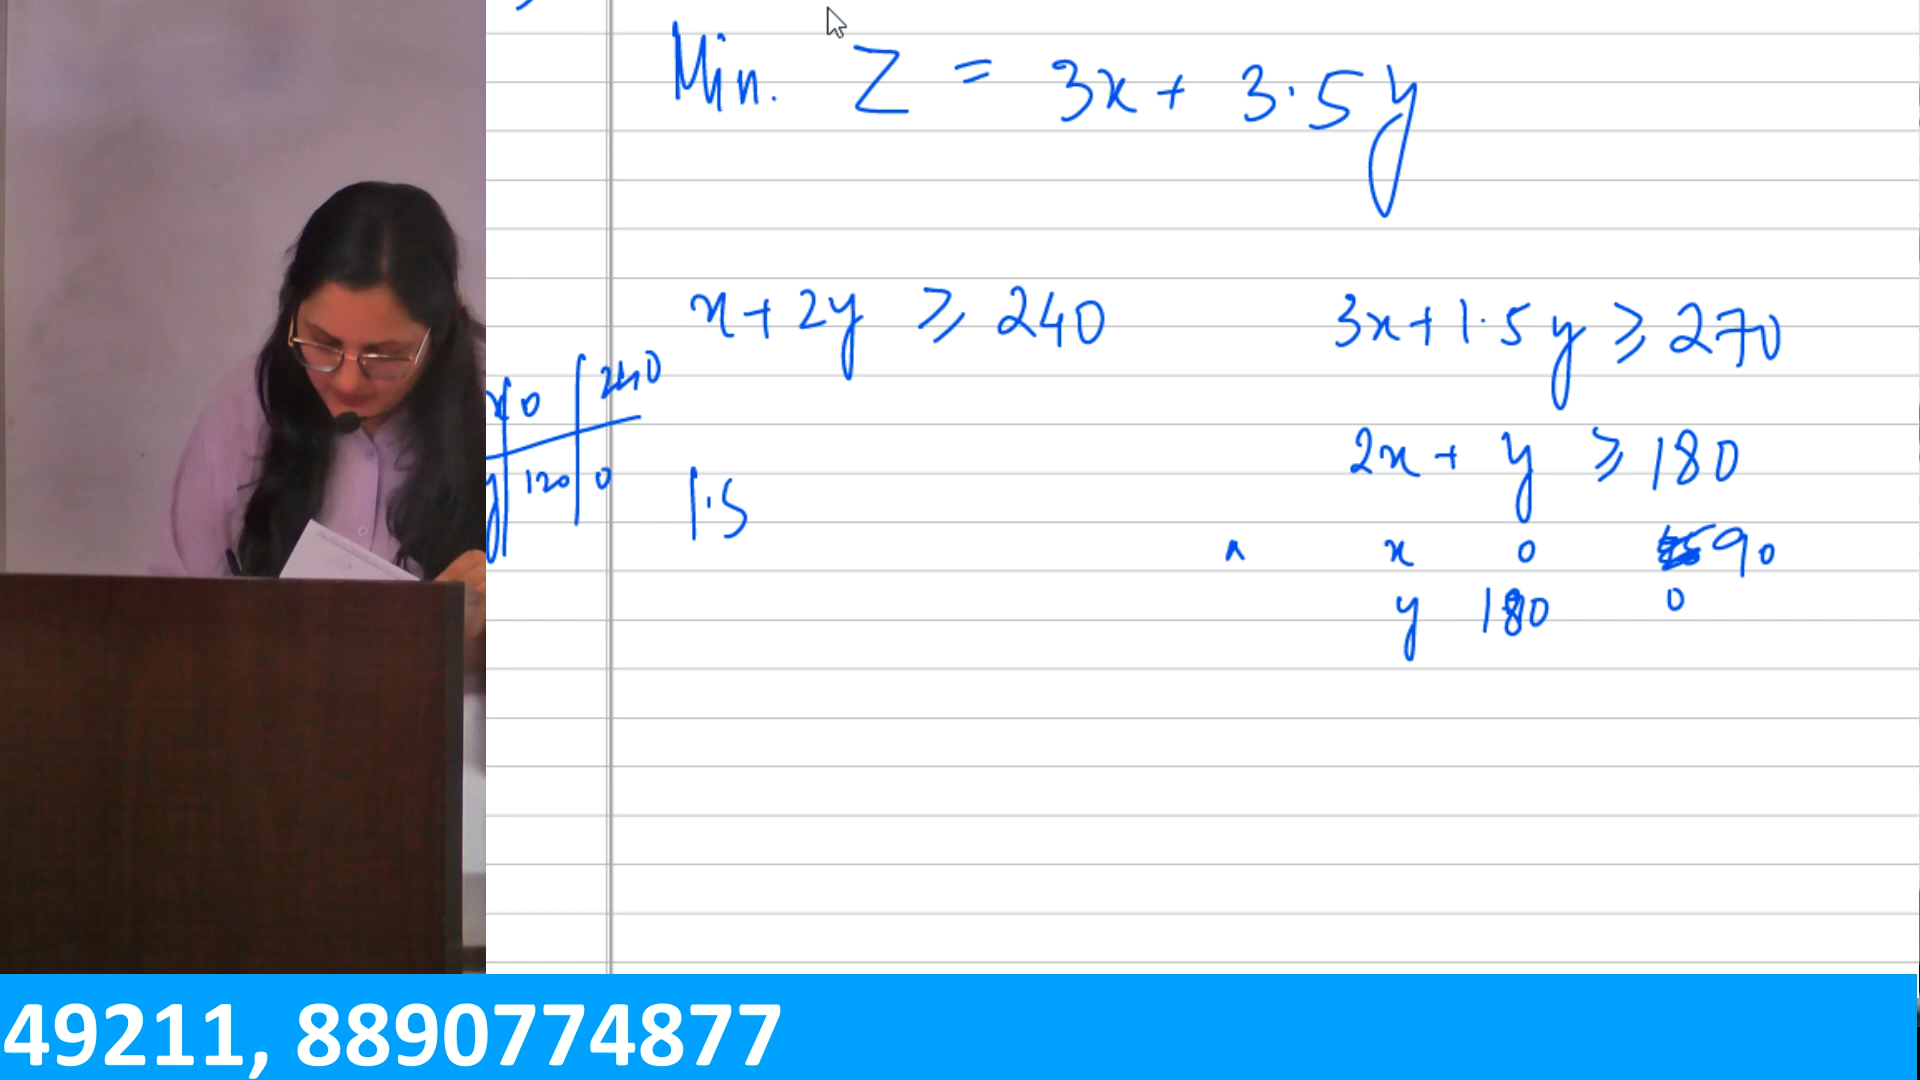 Min. Z = 3x + 3.5y
x + 2y ≥ 240
3x + 1.5y ≥ 270
x 0 240
y 120 0
2x + y ≥ 180
1.5
x 0 90
y 180 0
49211, 8890774877